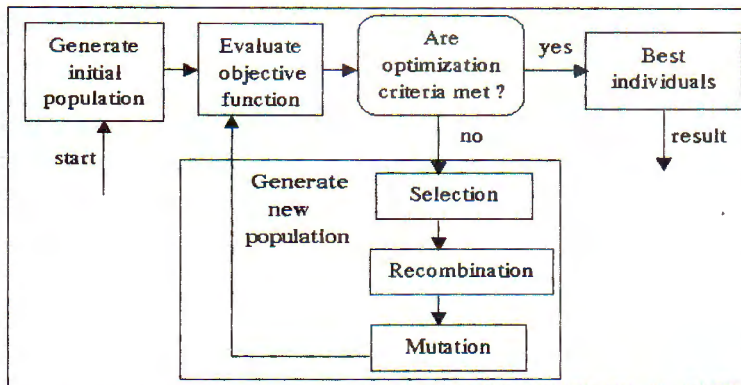 Generate
initial
population
Evaluate
objective
function
Are
optimization
criteria met ?
yes
Best
individuals
start
no
result
Generate
new
population
Selection
Recombination
Mutation